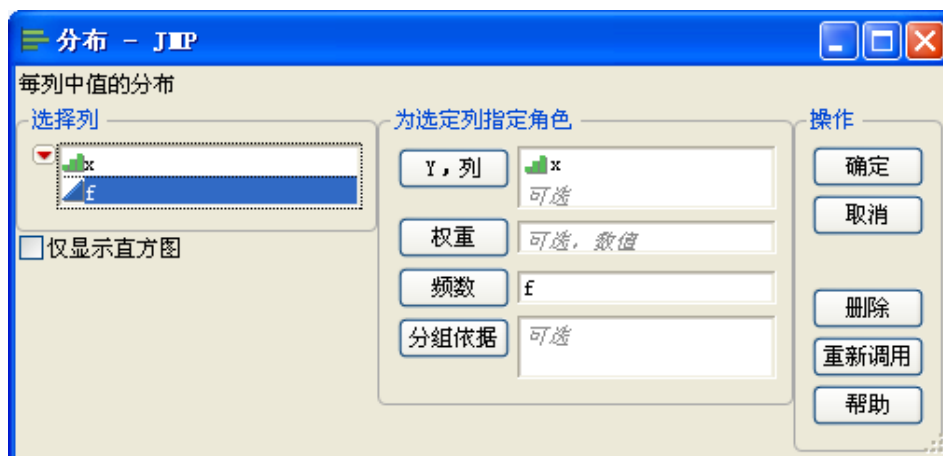 分布 - JMP
每列中值的分布
选择列
x
f
仅显示直方图
为选定列指定角色
Y，列
x
可选
权重
可选，数值
频数
f
分组依据
可选
操作
确定
取消
删除
重新调用
帮助